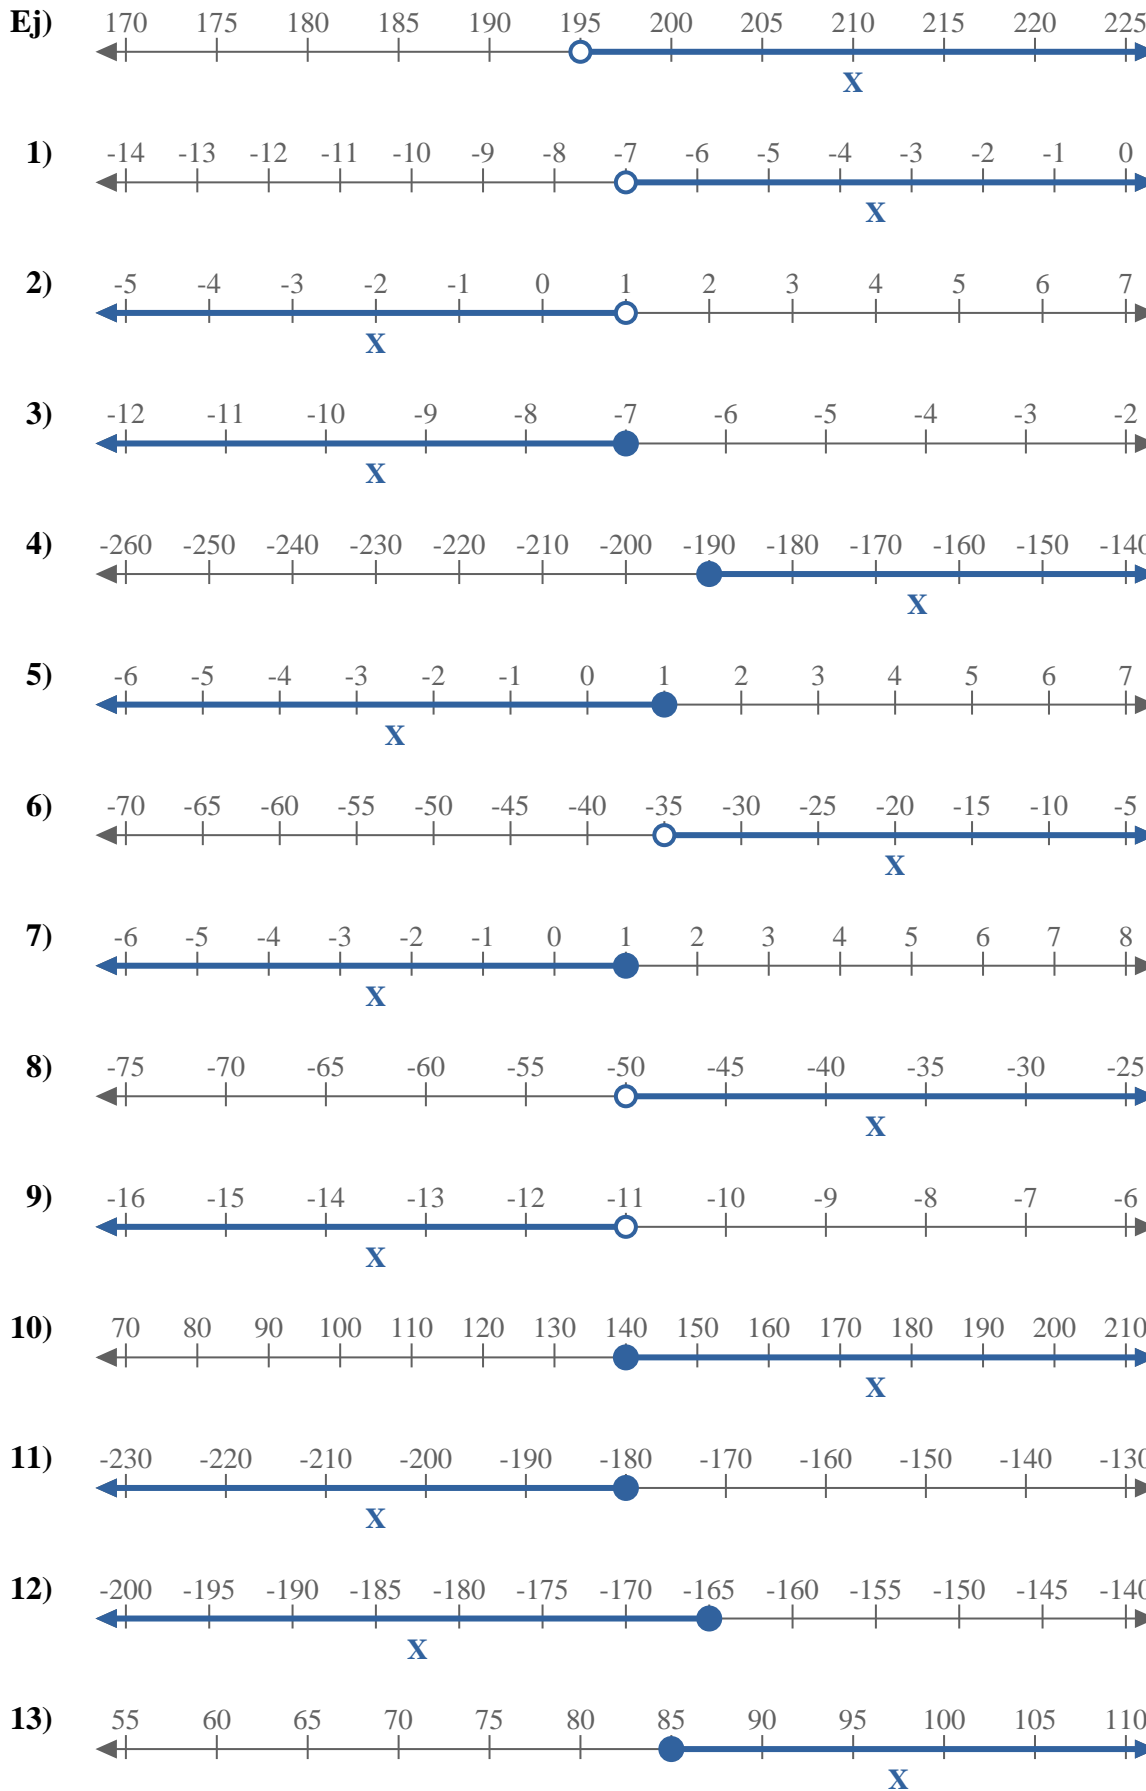 Ej) 170 175 180 185 190 195 200 205 210 215 220 225
X
1) -14 -13 -12 -11 -10 -9 -8 -7 -6 -5 -4 -3 -2 -1 0
X
2) -5 -4 -3 -2 -1 0 1 2 3 4 5 6 7
X
3) -12 -11 -10 -9 -8 -7 -6 -5 -4 -3 -2
X
4) -260 -250 -240 -230 -220 -210 -200 -190 -180 -170 -160 -150 -140
X
5) -6 -5 -4 -3 -2 -1 0 1 2 3 4 5 6 7
X
6) -70 -65 -60 -55 -50 -45 -40 -35 -30 -25 -20 -15 -10 -5
X
7) -6 -5 -4 -3 -2 -1 0 1 2 3 4 5 6 7 8
X
8) -75 -70 -65 -60 -55 -50 -45 -40 -35 -30 -25
X
9) -16 -15 -14 -13 -12 -11 -10 -9 -8 -7 -6
X
10) 70 80 90 100 110 120 130 140 150 160 170 180 190 200 210
X
11) -230 -220 -210 -200 -190 -180 -170 -160 -150 -140 -130
X
12) -200 -195 -190 -185 -180 -175 -170 -165 -160 -155 -150 -145 -140
X
13) 55 60 65 70 75 80 85 90 95 100 105 110
X